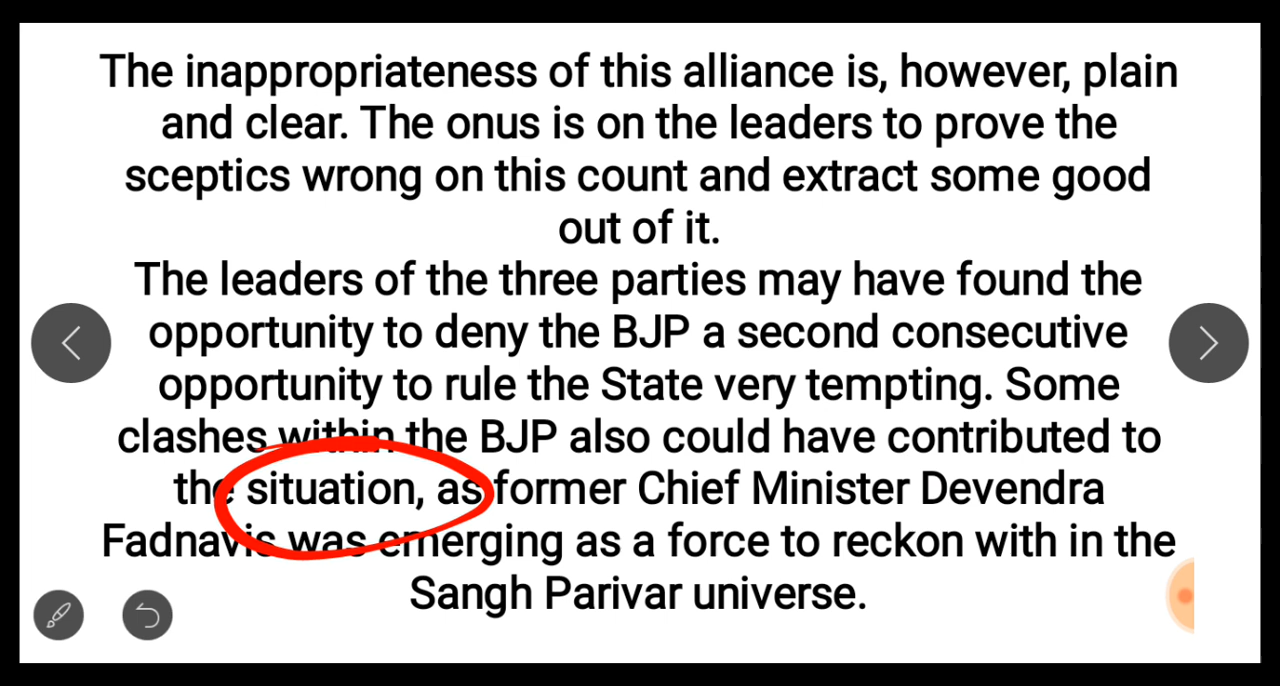 The inappropriateness of this alliance is, however, plain
and clear. The onus is on the leaders to prove the
sceptics wrong on this count and extract some good
out of it.
The leaders of the three parties may have found the
opportunity to deny the BJP a second consecutive
opportunity to rule the State very tempting. Some
clashes within the BJP also could have contributed to
the situation, as former Chief Minister Devendra
Fadnavis was emerging as a force to reckon with in the
Sangh Parivar universe.